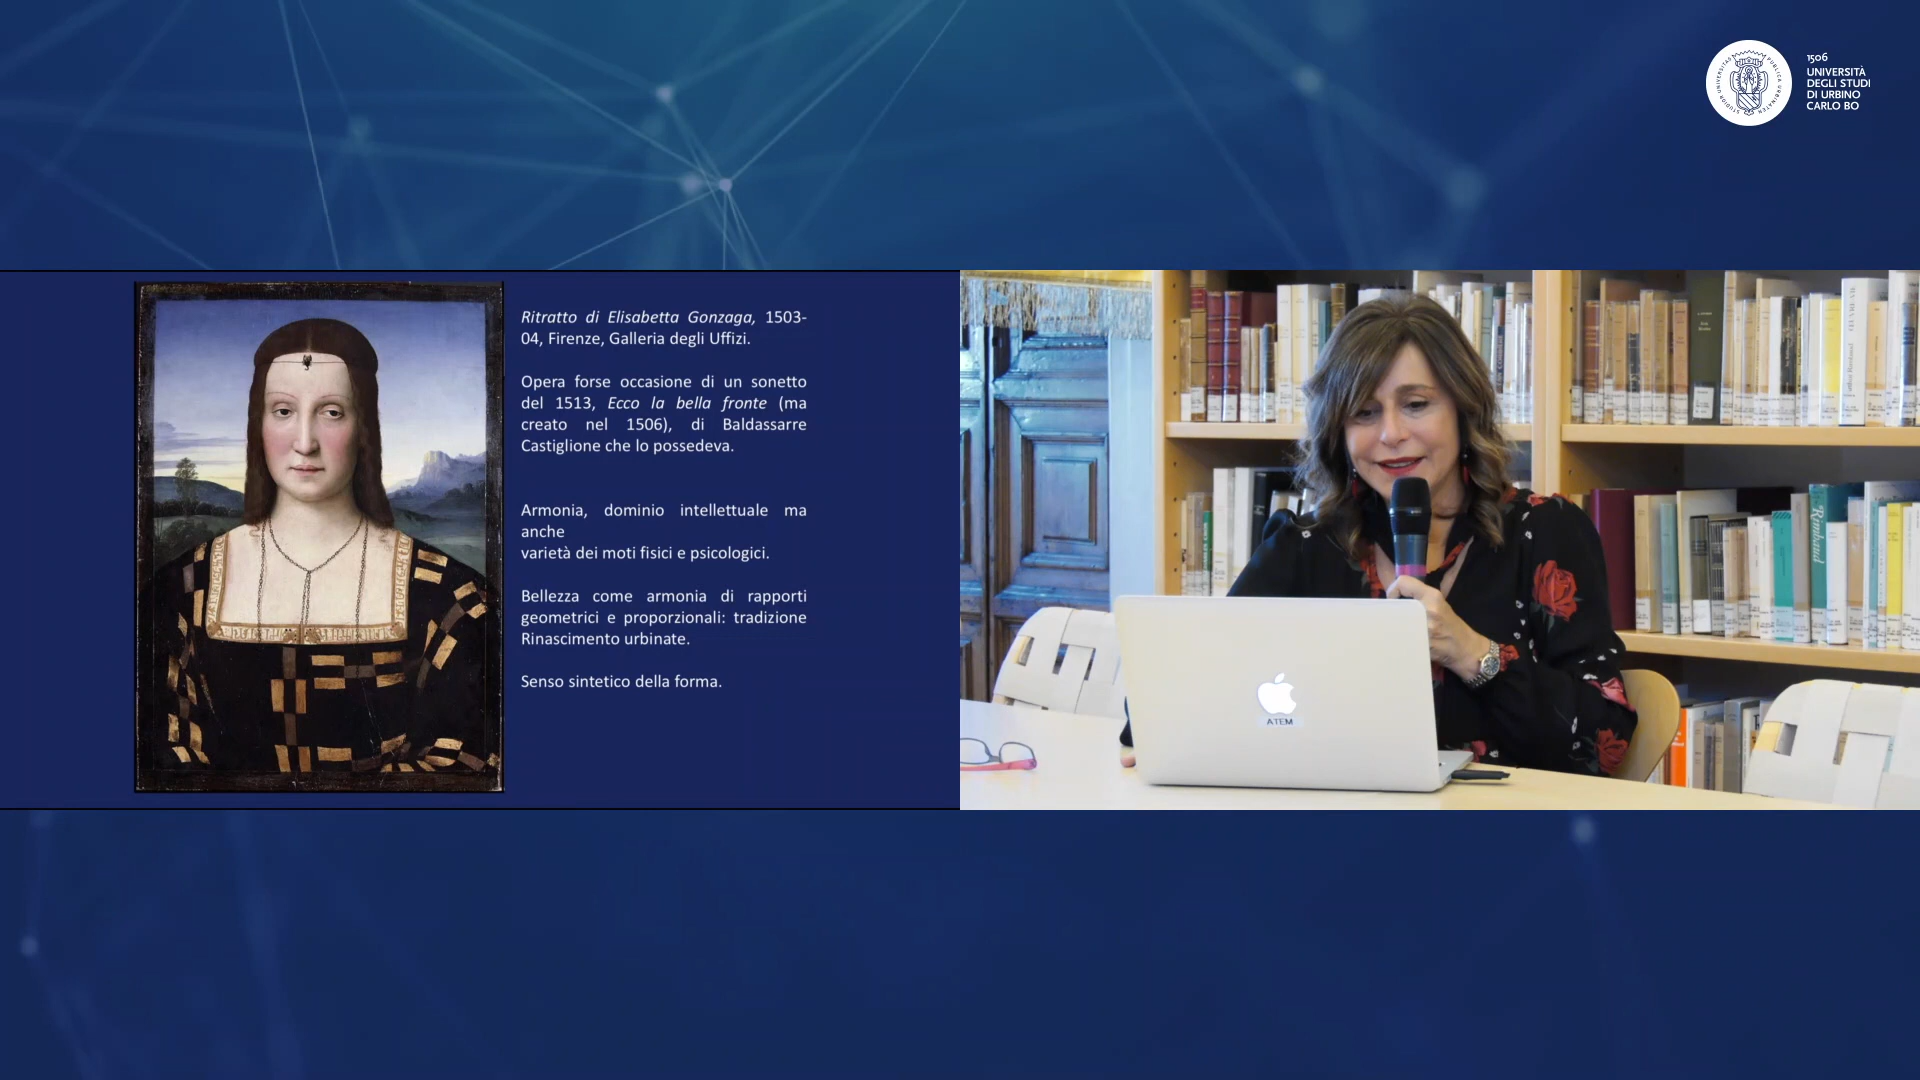 1506
UNIVERSITÀ
DEGLI STUDI
DI URBINO
CARLO BO
Ritratto di Elisabetta Gonzaga, 1503-
04, Firenze, Galleria degli Uffizi.
Opera forse occasione di un sonetto
del 1513, Ecco la bella fronte (ma
creato nel 1506), di Baldassarre
Castiglione che lo possedeva.
Armonia, dominio intellettuale ma
anche
varietà dei moti fisici e psicologici.
Bellezza come armonia di rapporti
geometrici e proporzionali: tradizione
Rinascimento urbinate.
Senso sintetico della forma.
Rimbaud
ATEM